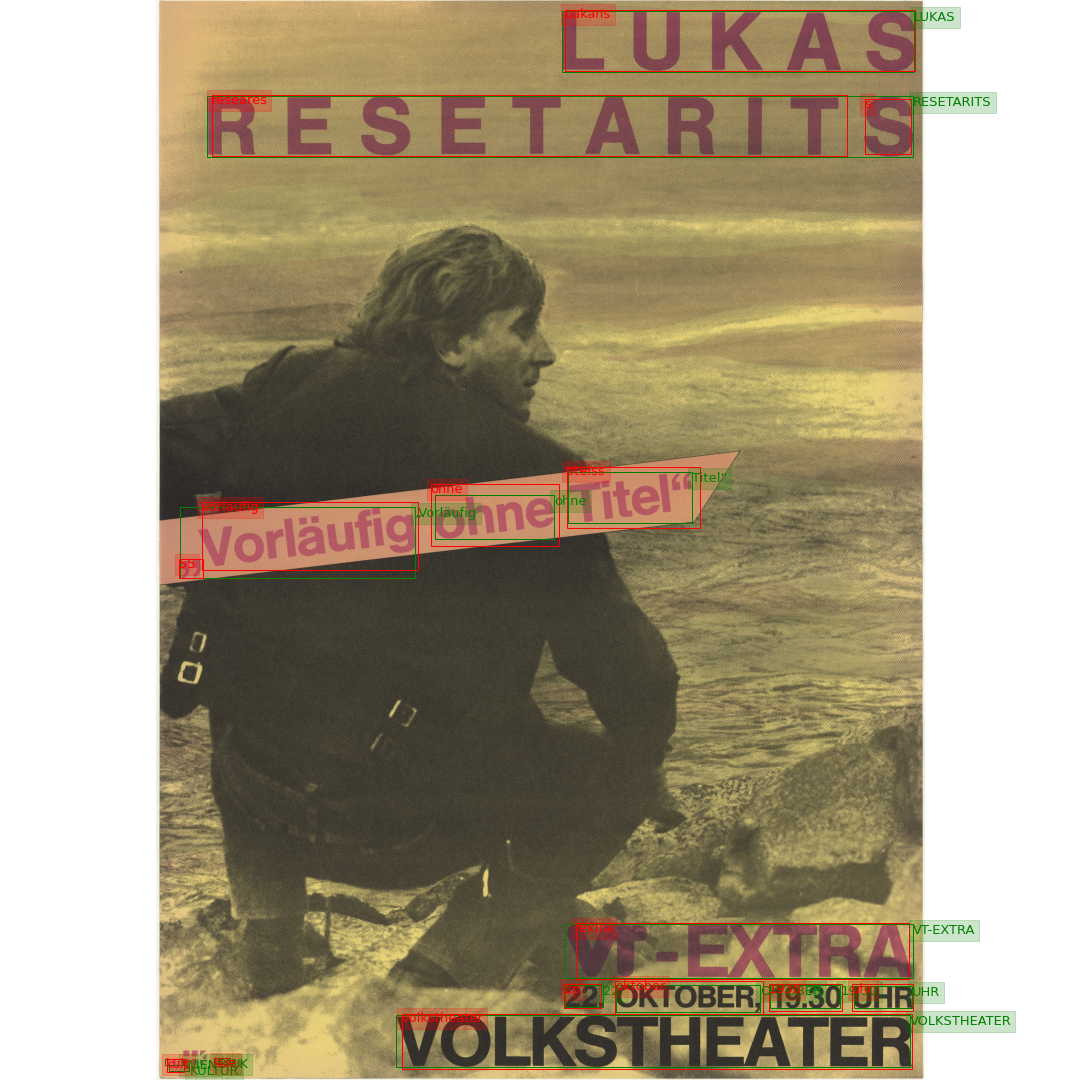 LUKAS
RESETARITS
„Vorläufig ohne Titel“
VT-EXTRA
22. OKTOBER, 19.30 UHR
VOLKSTHEATER